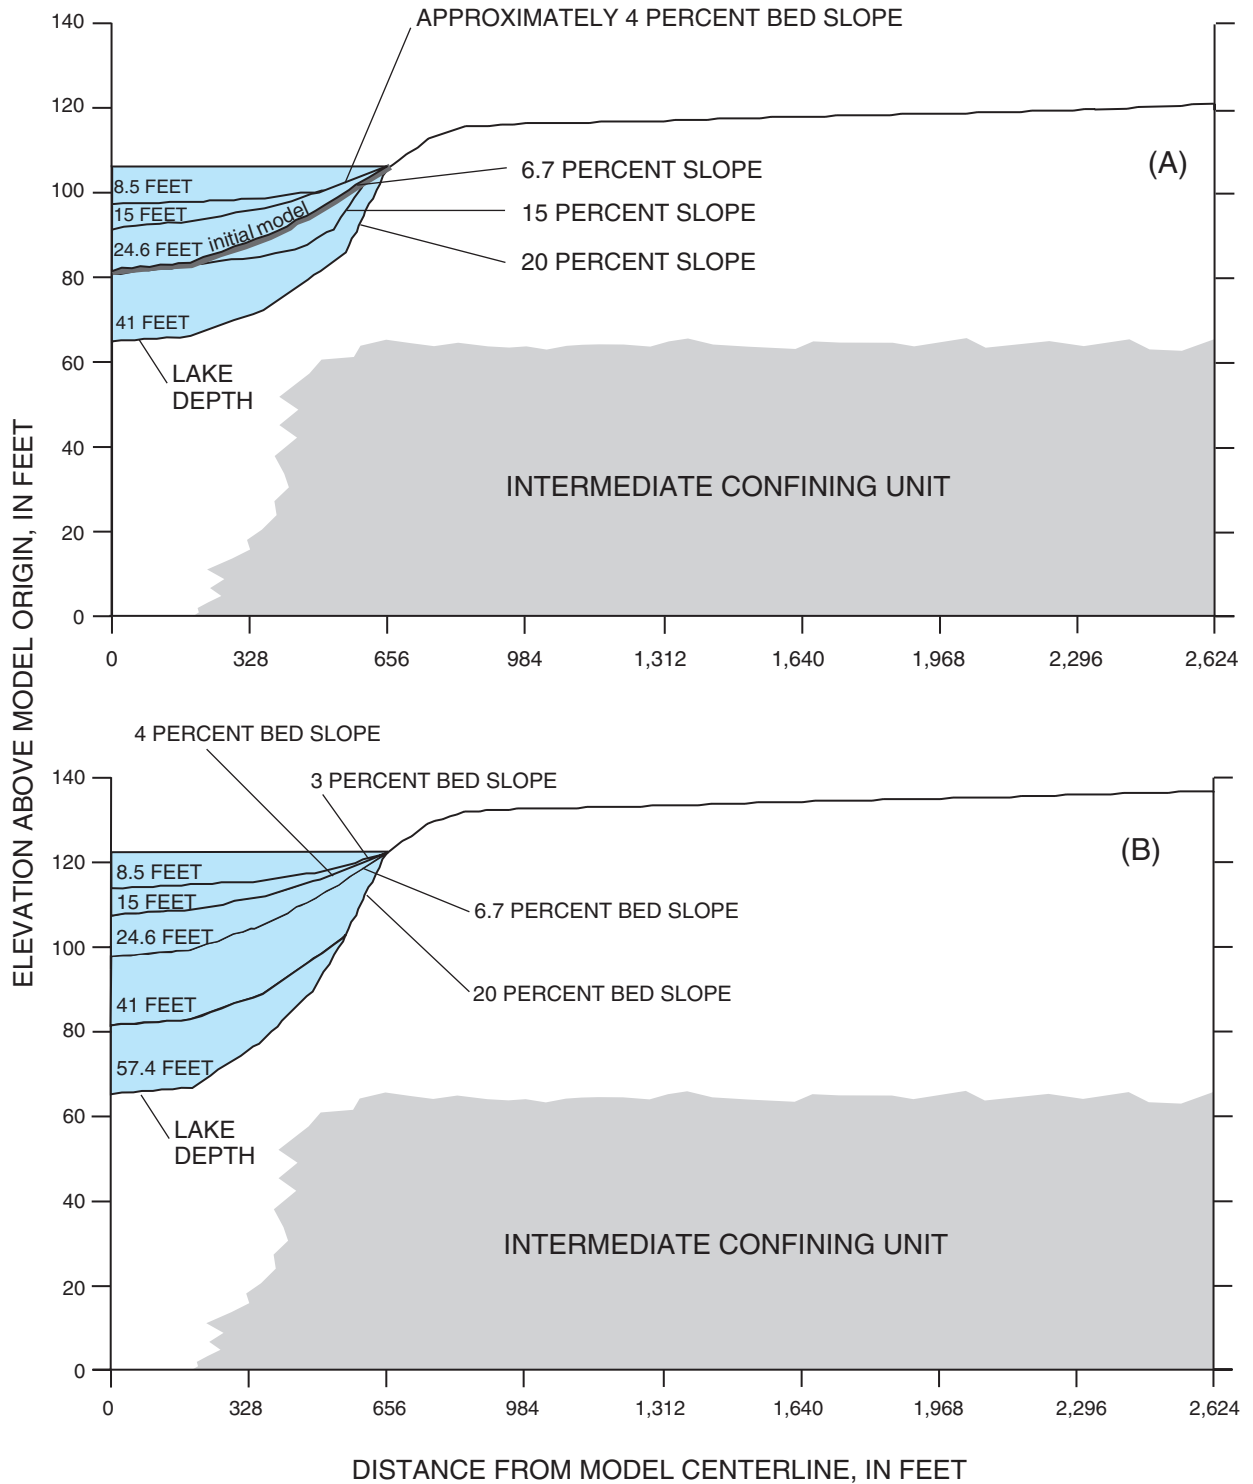 ELEVATION ABOVE MODEL ORIGIN, IN FEET
140
120
100
80
60
40
20
0
APPROXIMATELY 4 PERCENT BED SLOPE
(A)
6.7 PERCENT SLOPE
15 PERCENT SLOPE
20 PERCENT SLOPE
8.5 FEET
15 FEET
24.6 FEET
initial model
41 FEET
LAKE
DEPTH
INTERMEDIATE CONFINING UNIT
0 328 656 984 1,312 1,640 1,968 2,296 2,624
4 PERCENT BED SLOPE
3 PERCENT BED SLOPE
140
120
100
80
60
40
20
0
(B)
8.5 FEET
15 FEET
24.6 FEET
41 FEET
57.4 FEET
6.7 PERCENT BED SLOPE
20 PERCENT BED SLOPE
LAKE
DEPTH
INTERMEDIATE CONFINING UNIT
0 328 656 984 1,312 1,640 1,968 2,296 2,624
DISTANCE FROM MODEL CENTERLINE, IN FEET